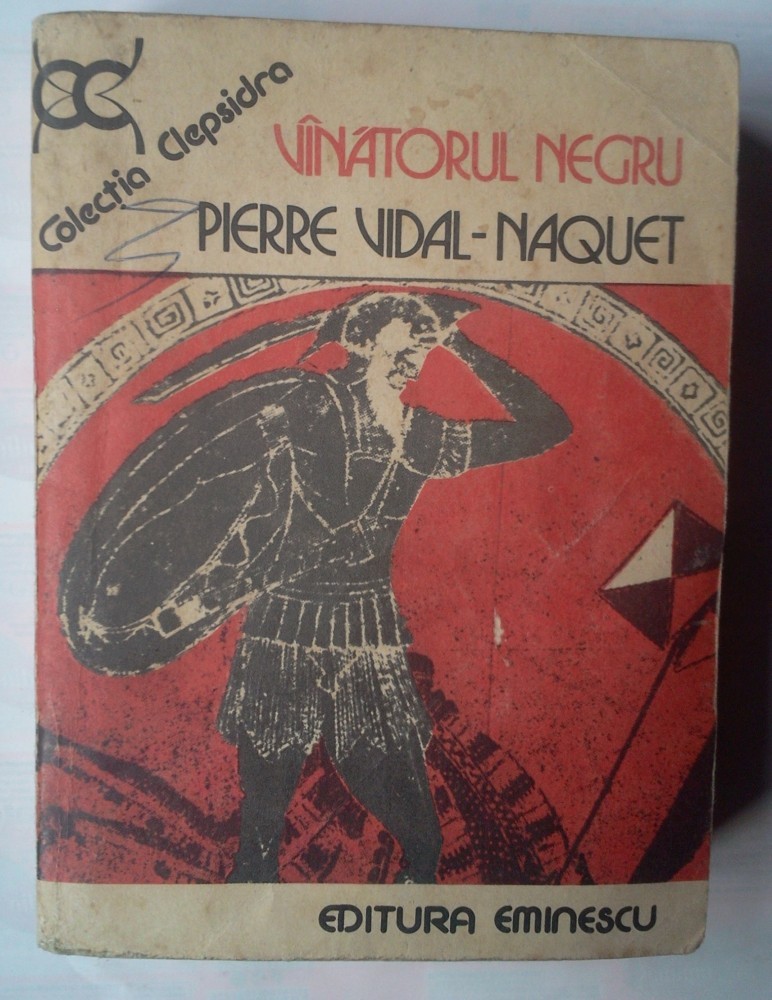 Colecția Clepsidra
VÎNĂTORUL NEGRU
PIERRE VIDAL-NAQUET
EDITURA EMINESCU